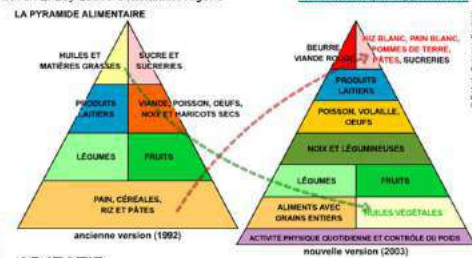 LA PYRAMIDE ALIMENTAIRE
HUILES ET
MATIÈRES GRASSES
SUCRE ET
SUCRERIES
PRODUITS
LAITIERS
VIANDE, POISSON, OEUFS,
NOIX ET HARICOTS SECS
LÉGUMES
FRUITS
PAIN, CÉRÉALES,
RIZ ET PÂTES
ancienne version (1992)
BEURRE,
VIANDE ROUGE
RIZ BLANC, PAIN BLANC,
POMMES DE TERRE,
PÂTES, SUCRERIES
PRODUITS
LAITIERS
POISSON, VOLAILLE,
OEUFS
NOIX ET LÉGUMINEUSES
LÉGUMES
FRUITS
ALIMENTS AVEC
GRAINS ENTIERS
HUILES VÉGÉTALES
ACTIVITÉ PHYSIQUE QUOTIDIENNE ET CONTRÔLE DU POIDS
nouvelle version (2003)